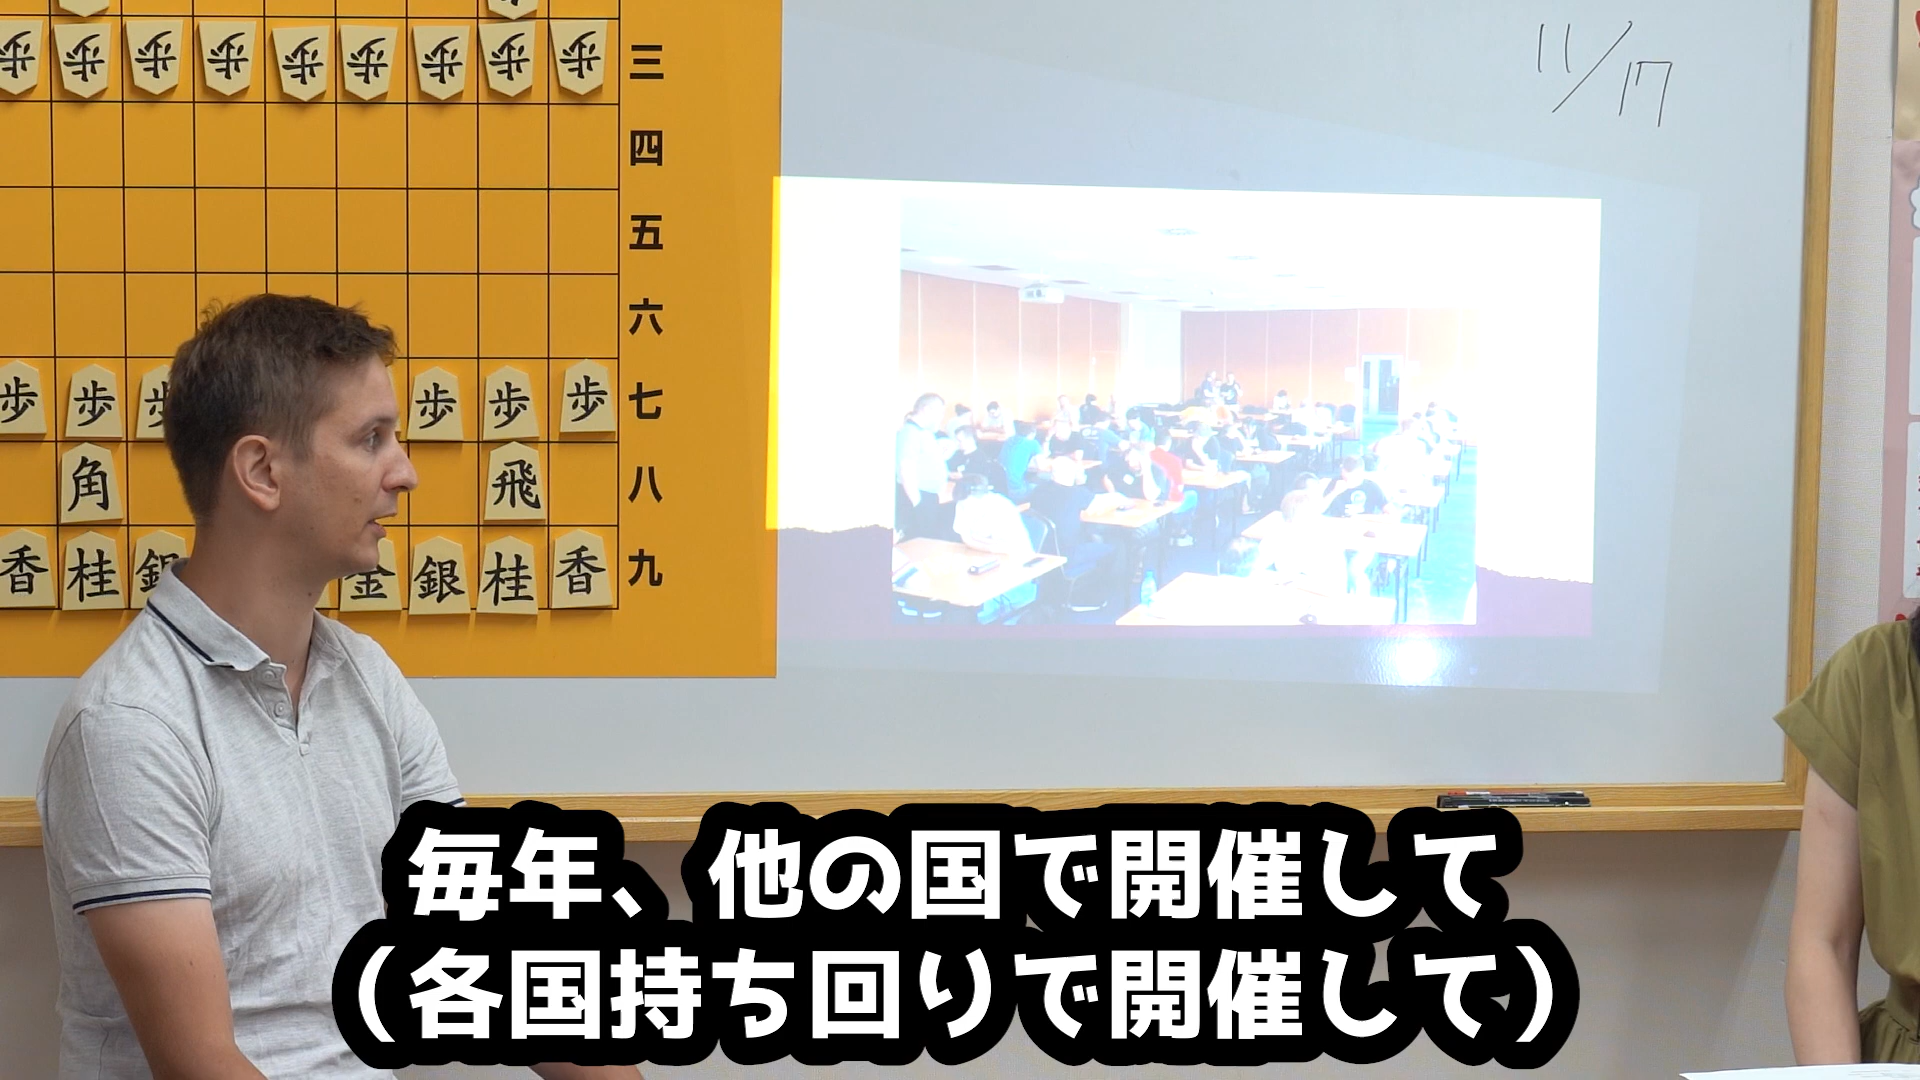 歩 歩 歩 歩 歩 歩 歩 歩 歩 三
四
五
六
歩 歩 歩 歩 歩 歩 七
角 飛 八
香 桂 銀 金 銀 桂 香 九
11/17
毎年、他の国で開催して
（各国持ち回りで開催して）